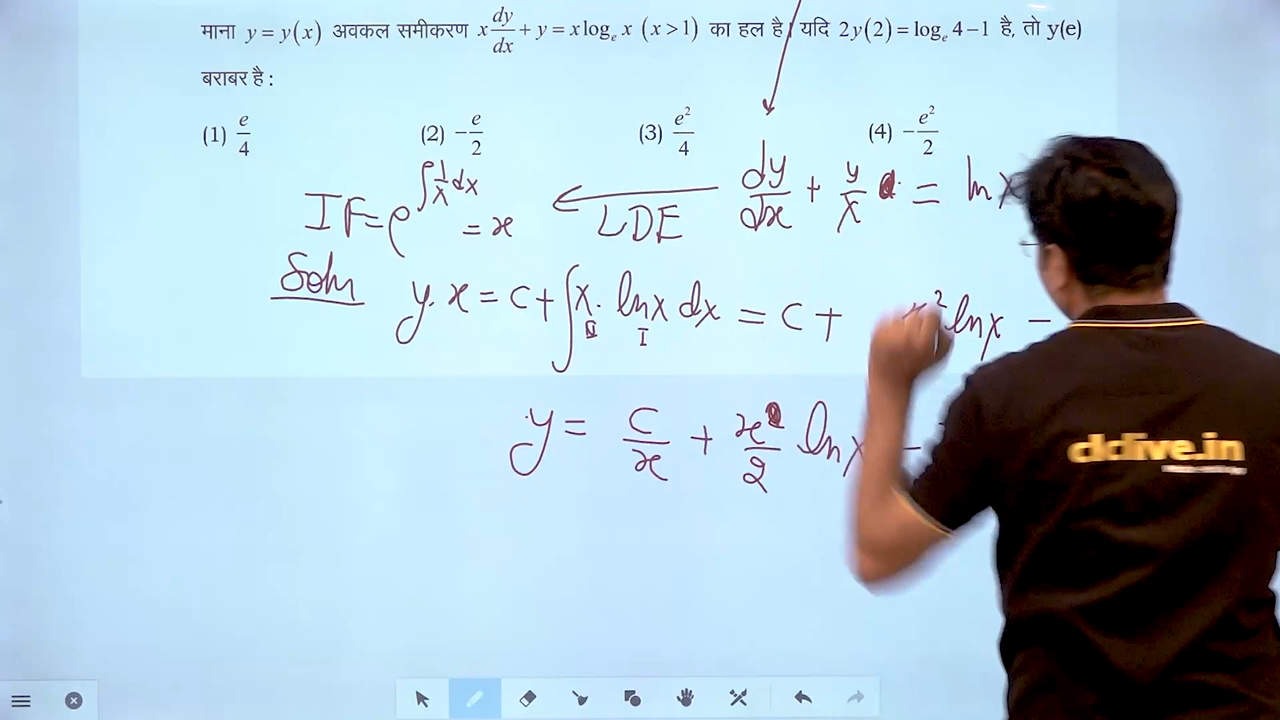 माना y = y(x) अवकल समीकरण x dy/dx + y = x logₑ x (x > 1) का हल है। यदि 2y(2) = logₑ 4 − 1 है, तो y(e)
बराबर है :
(1) e/4 (2) −e/2 (3) e²/4 (4) −e²/2
IF = e^∫(1/x)dx = x ← LDE dy/dx + y/x = ln x
Soln y·x = c + ∫ x · ln x dx = c + x² ln x −
II I
y = c/x + x/2 ln x −
dclive.in